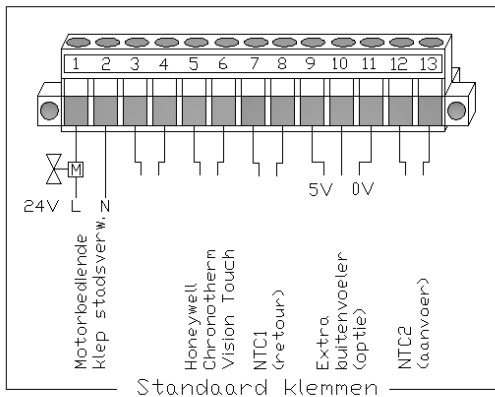 1 2 3 4 5 6 7 8 9 10 11 12 13
M
24V L N
5V 0V
Motorbedlende
klep stadsverw.
Honeywell
Chronotherm
Vision Touch
NTC1
(retour)
Extra
buitenvoeler
(optie)
NTC2
(aanvoer)
Standaard klemmen